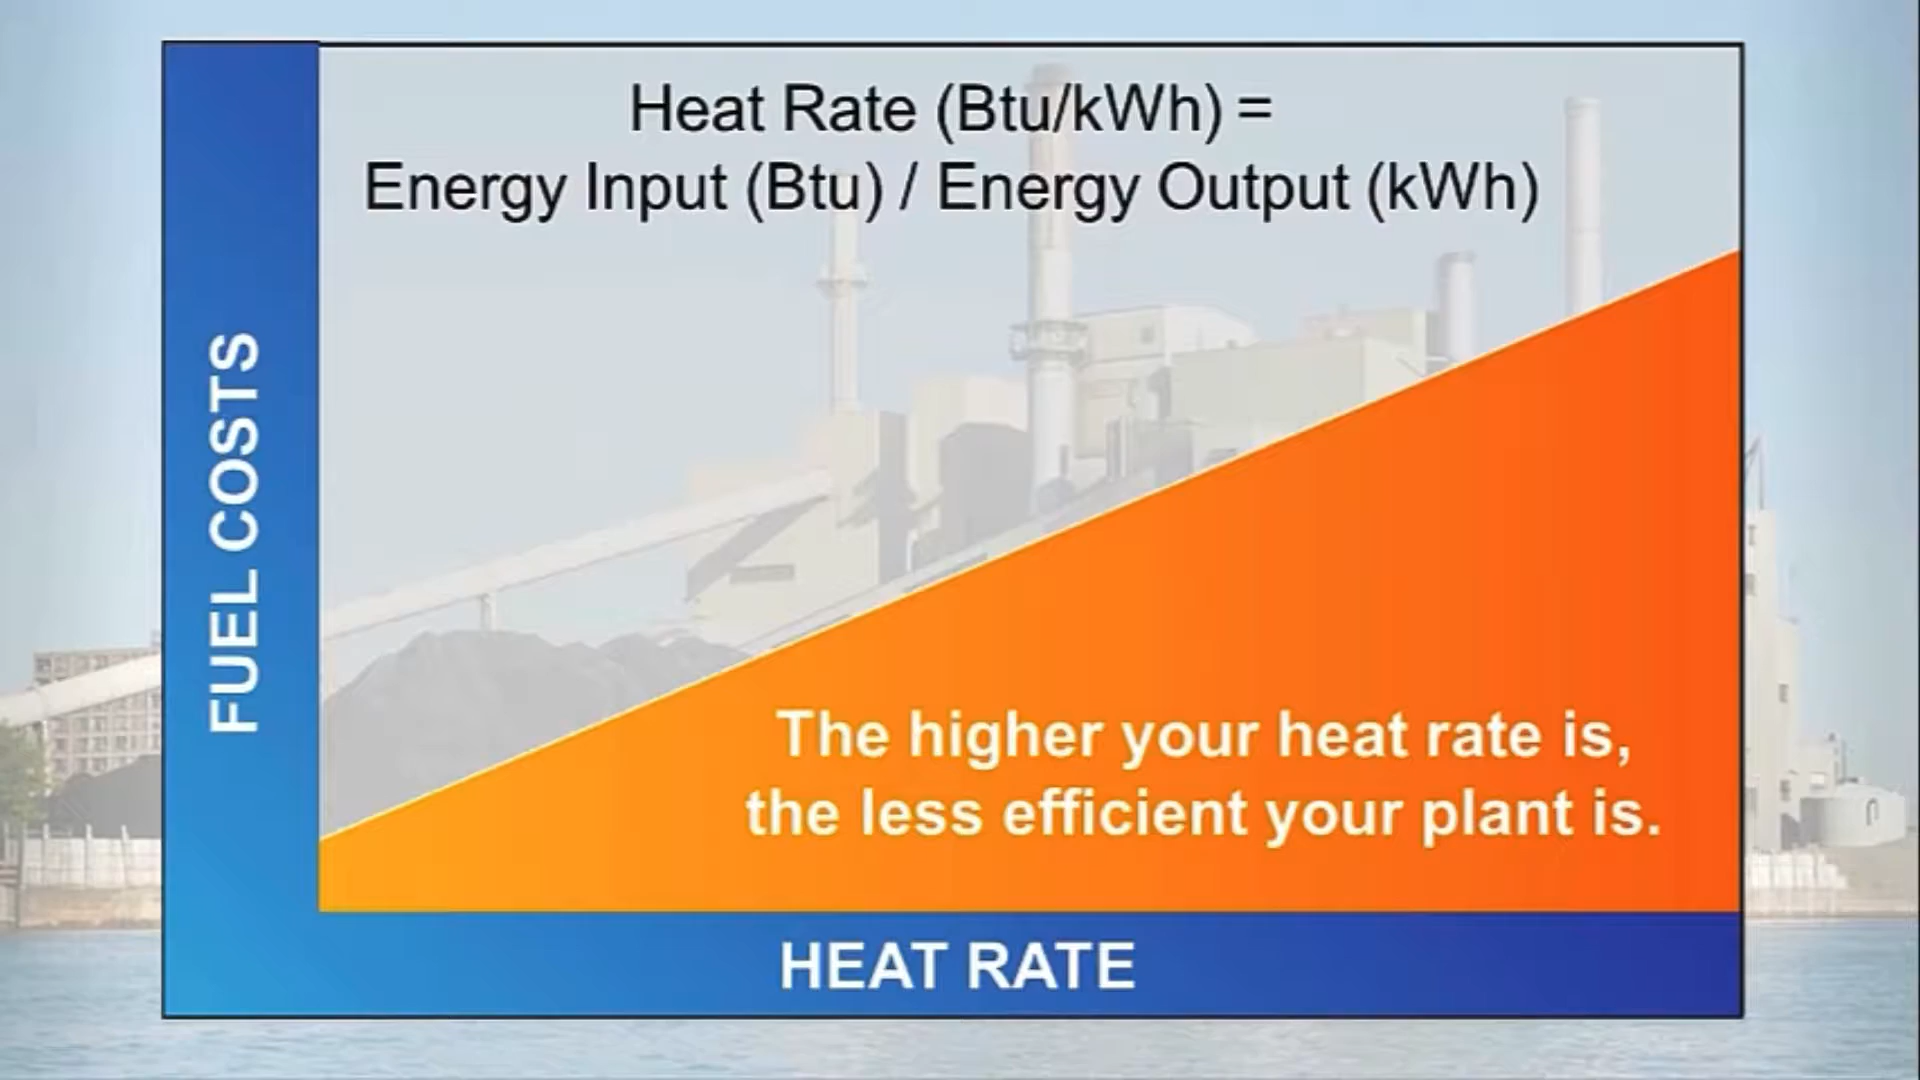 Heat Rate (Btu/kWh) =
Energy Input (Btu) / Energy Output (kWh)
FUEL COSTS
The higher your heat rate is,
the less efficient your plant is.
HEAT RATE